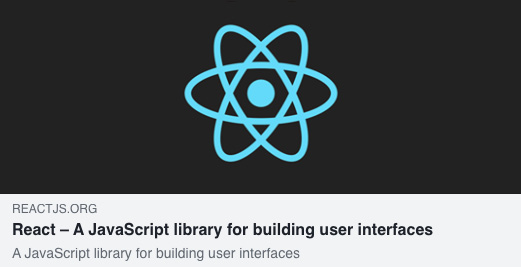 REACTJS.ORG
React – A JavaScript library for building user interfaces
A JavaScript library for building user interfaces